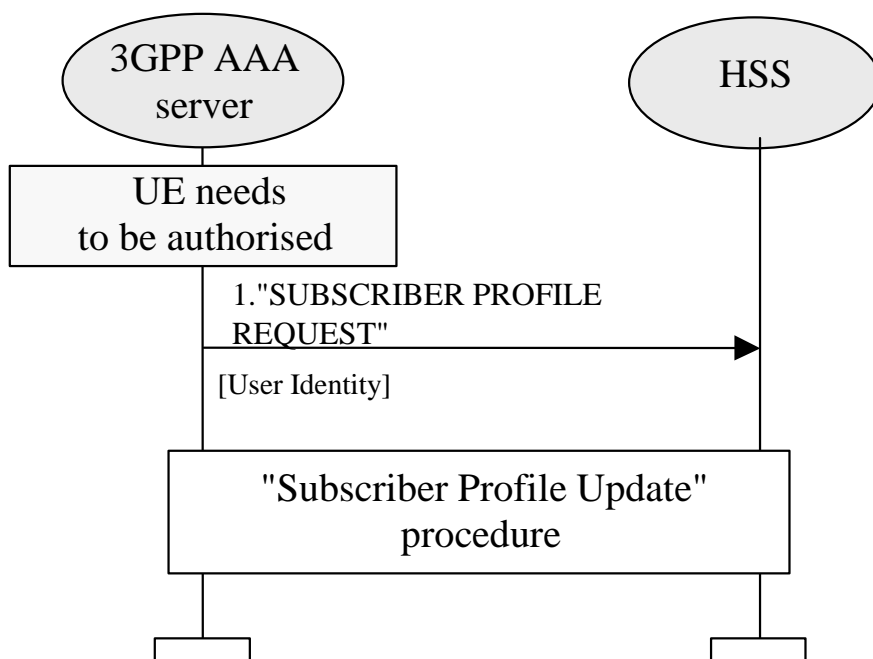 3GPP AAA
server
HSS
UE needs
to be authorised
1."SUBSCRIBER PROFILE
REQUEST"
[User Identity]
"Subscriber Profile Update"
procedure